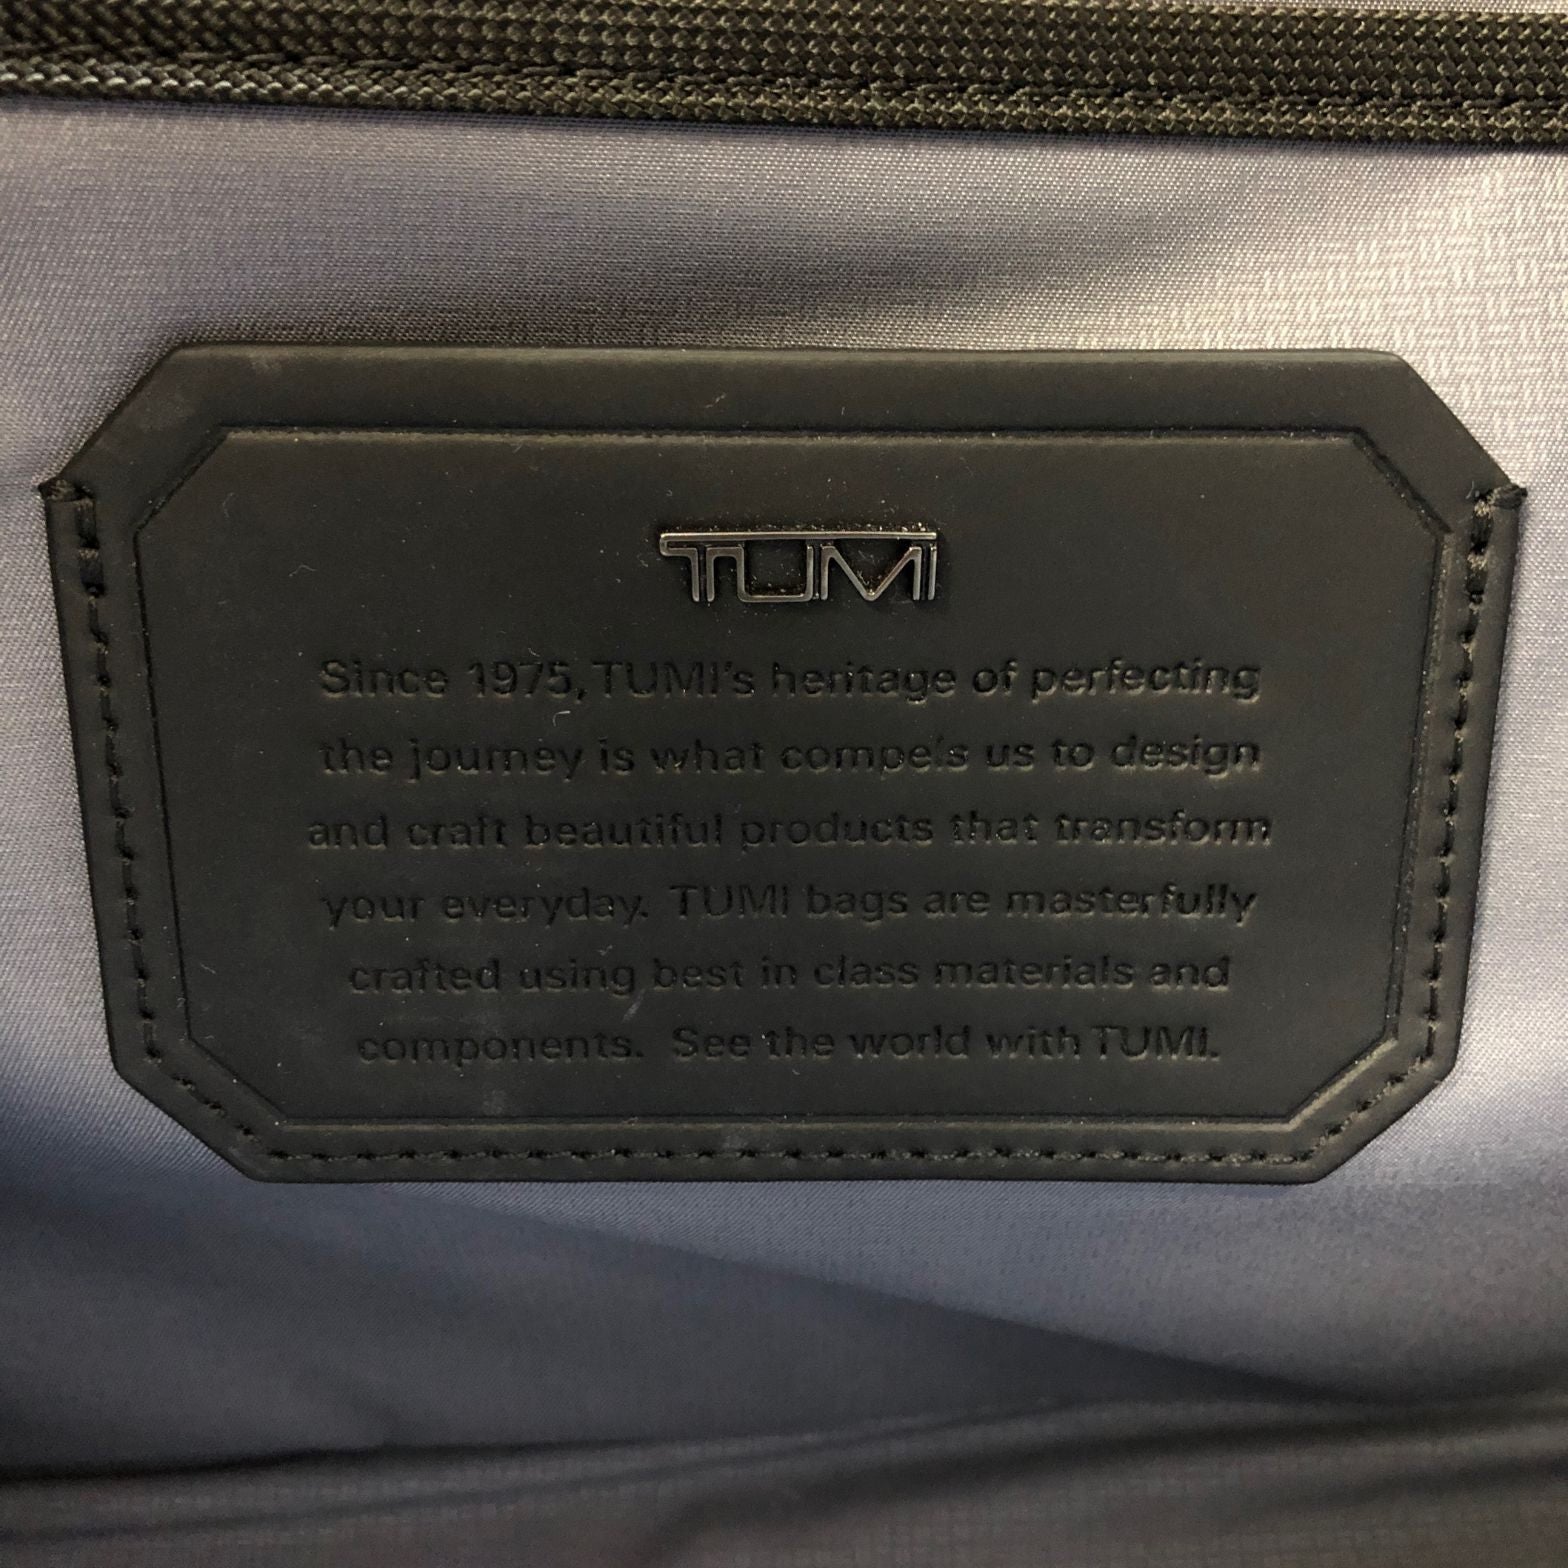 TUMI
Since 1975, TUMI's heritage of perfecting
the journey is what compels us to design
and craft beautiful products that transform
your everyday. TUMI bags are masterfully
crafted using best in class materials and
components. See the world with TUMI.